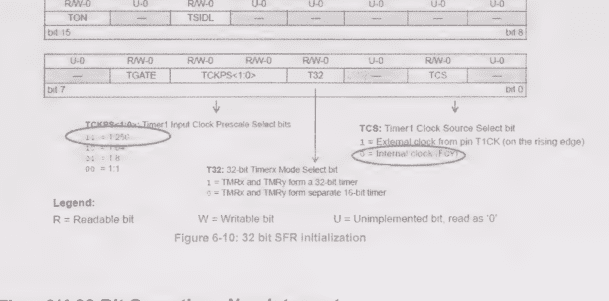 R/W-0 U-0 R/W-0 U-0 U-0 U-0 U-0 U-0
TON — TSIDL — — — — —
bit 15 bit 8
U-0 R/W-0 R/W-0 R/W-0 R/W-0 U-0 R/W-0 U-0
— TGATE TCKPS<1:0> T32 — TCS —
bit 7 bit 0
TCKPS<1:0>: Timer1 Input Clock Prescale Select bits
= 1:64
01 = 1:8
00 = 1:1
TCS: Timer1 Clock Source Select bit
1 = External clock from pin T1CK (on the rising edge)
0 = Internal clock (FCY)
T32: 32-bit Timerx Mode Select bit
1 = TMRx and TMRy form a 32-bit timer
0 = TMRx and TMRy form separate 16-bit timer
Legend:
R = Readable bit W = Writable bit U = Unimplemented bit, read as '0'
Figure 6-10: 32 bit SFR initialization